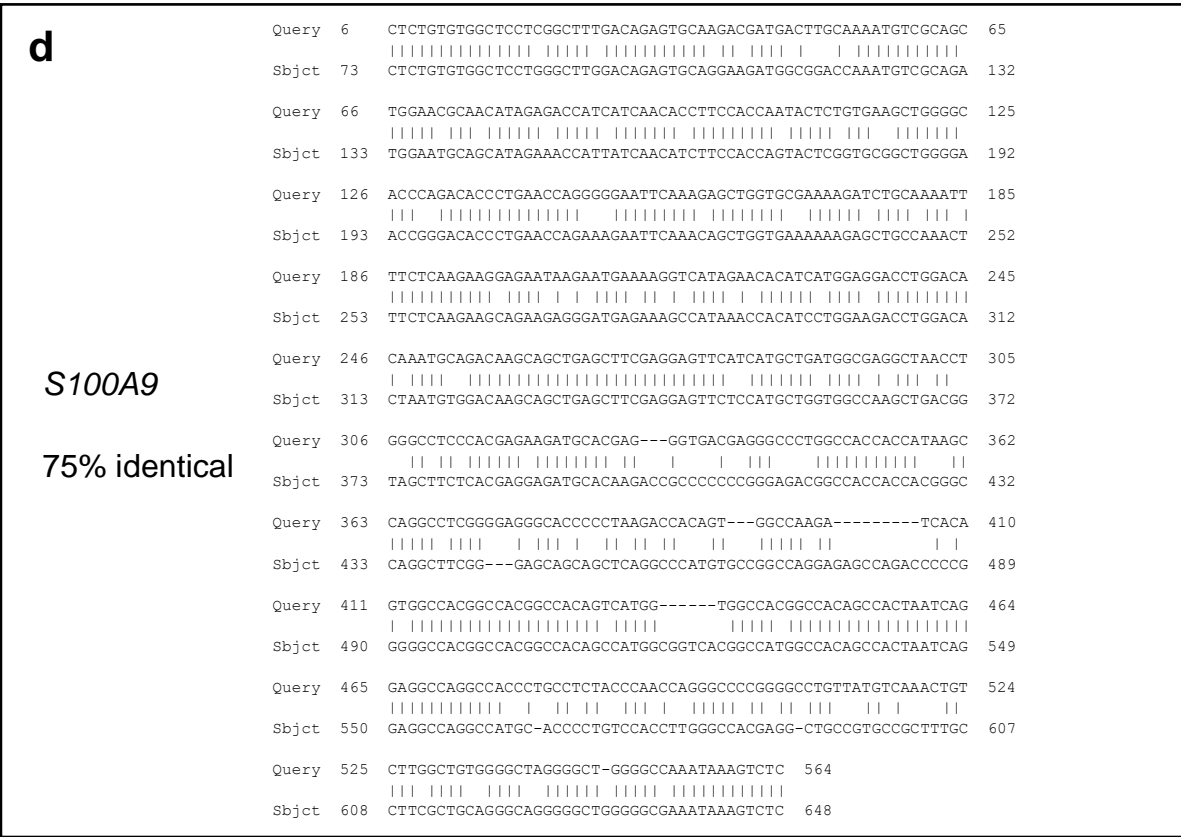 d
Query 6 CTCTGTGTGGCTCCTCGGCTTTGACAGAGTGCAAGACGATGACTTGCAAAATGTCGCAGC 65
||||||||||||||| ||||| ||||||||||| || |||| | | |||||||||||
Sbjct 73 CTCTGTGTGGCTCCTGGGCTTGGACAGAGTGCAGGAAGATGGCGGACCAAATGTCGCAGA 132
Query 66 TGGAACGCAACATAGAGACCATCATCAACACCTTCCACCAATACTCTGTGAAGCTGGGGC 125
||||| ||| |||||| ||||| ||||||| ||||||||| ||||| ||| |||||||
Sbjct 133 TGGAATGCAGCATAGAAACCATTATCAACATCTTCCACCAGTACTCGGTGCGGCTGGGGA 192
Query 126 ACCCAGACACCCTGAACCAGGGGGAATTCAAAGAGCTGGTGCGAAAAGATCTGCAAAATT 185
||| ||||||||||||||| ||||||||| |||||||| |||||| |||| ||| |
Sbjct 193 ACCGGGACACCCTGAACCAGAAAGAATTCAAACAGCTGGTGAAAAAAGAGCTGCCAAACT 252
Query 186 TTCTCAAGAAGGAGAATAAGAATGAAAAGGTCATAGAACACATCATGGAGGACCTGGACA 245
||||||||||| |||| | | |||| || | |||| | |||||| |||| ||||||||||
Sbjct 253 TTCTCAAGAAGCAGAAGAGGGATGAGAAAGCCATAAACCACATCCTGGAAGACCTGGACA 312
Query 246 CAAATGCAGACAAGCAGCTGAGCTTCGAGGAGTTCATCATGCTGATGGCGAGGCTAACCT 305
| |||| ||||||||||||||||||||||||||| ||||||| |||| | ||| ||
Sbjct 313 CTAATGTGGACAAGCAGCTGAGCTTCGAGGAGTTCTCCATGCTGGTGGCCAAGCTGACGG 372
S100A9
Query 306 GGGCCTCCCACGAGAAGATGCACGAG---GGTGACGAGGGCCCTGGCCACCACCATAAGC 362
|| || |||||| |||||||| || | | ||| ||||||||||| ||
Sbjct 373 TAGCTTCTCACGAGGAGATGCACAAGACCGCCCCCCCGGGAGACGGCCACCACCACGGGC 432
75% identical
Query 363 CAGGCCTCGGGGAGGGCACCCCCTAAGACCACAGT---GGCCAAGA---------TCACA 410
||||| |||| | ||| | || || || || ||||| || | |
Sbjct 433 CAGGCTTCGG---GAGCAGCAGCTCAGGCCCATGTGCCGGCCAGGAGAGCCAGACCCCCG 489
Query 411 GTGGCCACGGCCACGGCCACAGTCATGG------TGGCCACGGCCACAGCCACTAATCAG 464
| |||||||||||||||||||| ||||| ||||| |||||||||||||||||||
Sbjct 490 GGGCCACGGCCACGGCCACAGCCATGGCGGTCACGGCCATGGCCACAGCCACTAATCAG 549
Query 465 GAGGCCAGGCCACCCTGCCTCTACCCAACCAGGGCCCCGGGGCCTGTTATGTCAAACTGT 524
|||||||||||| | || || ||| | |||||| || || ||| || | ||
Sbjct 550 GAGGCCAGGCCATGC-ACCCCTGTCCACCTTGGGCCACGAGG-CTGCCGTGCCGCTTTGC 607
Query 525 CTTGGCTGTGGGGCTAGGGGCT-GGGGCCAAATAAAGTCTC 564
||| |||| |||| |||||| ||||| ||||||||||||
Sbjct 608 CTTCGCTGCAGGGCAGGGGGCTGGGGGCGAAATAAAGTCTC 648